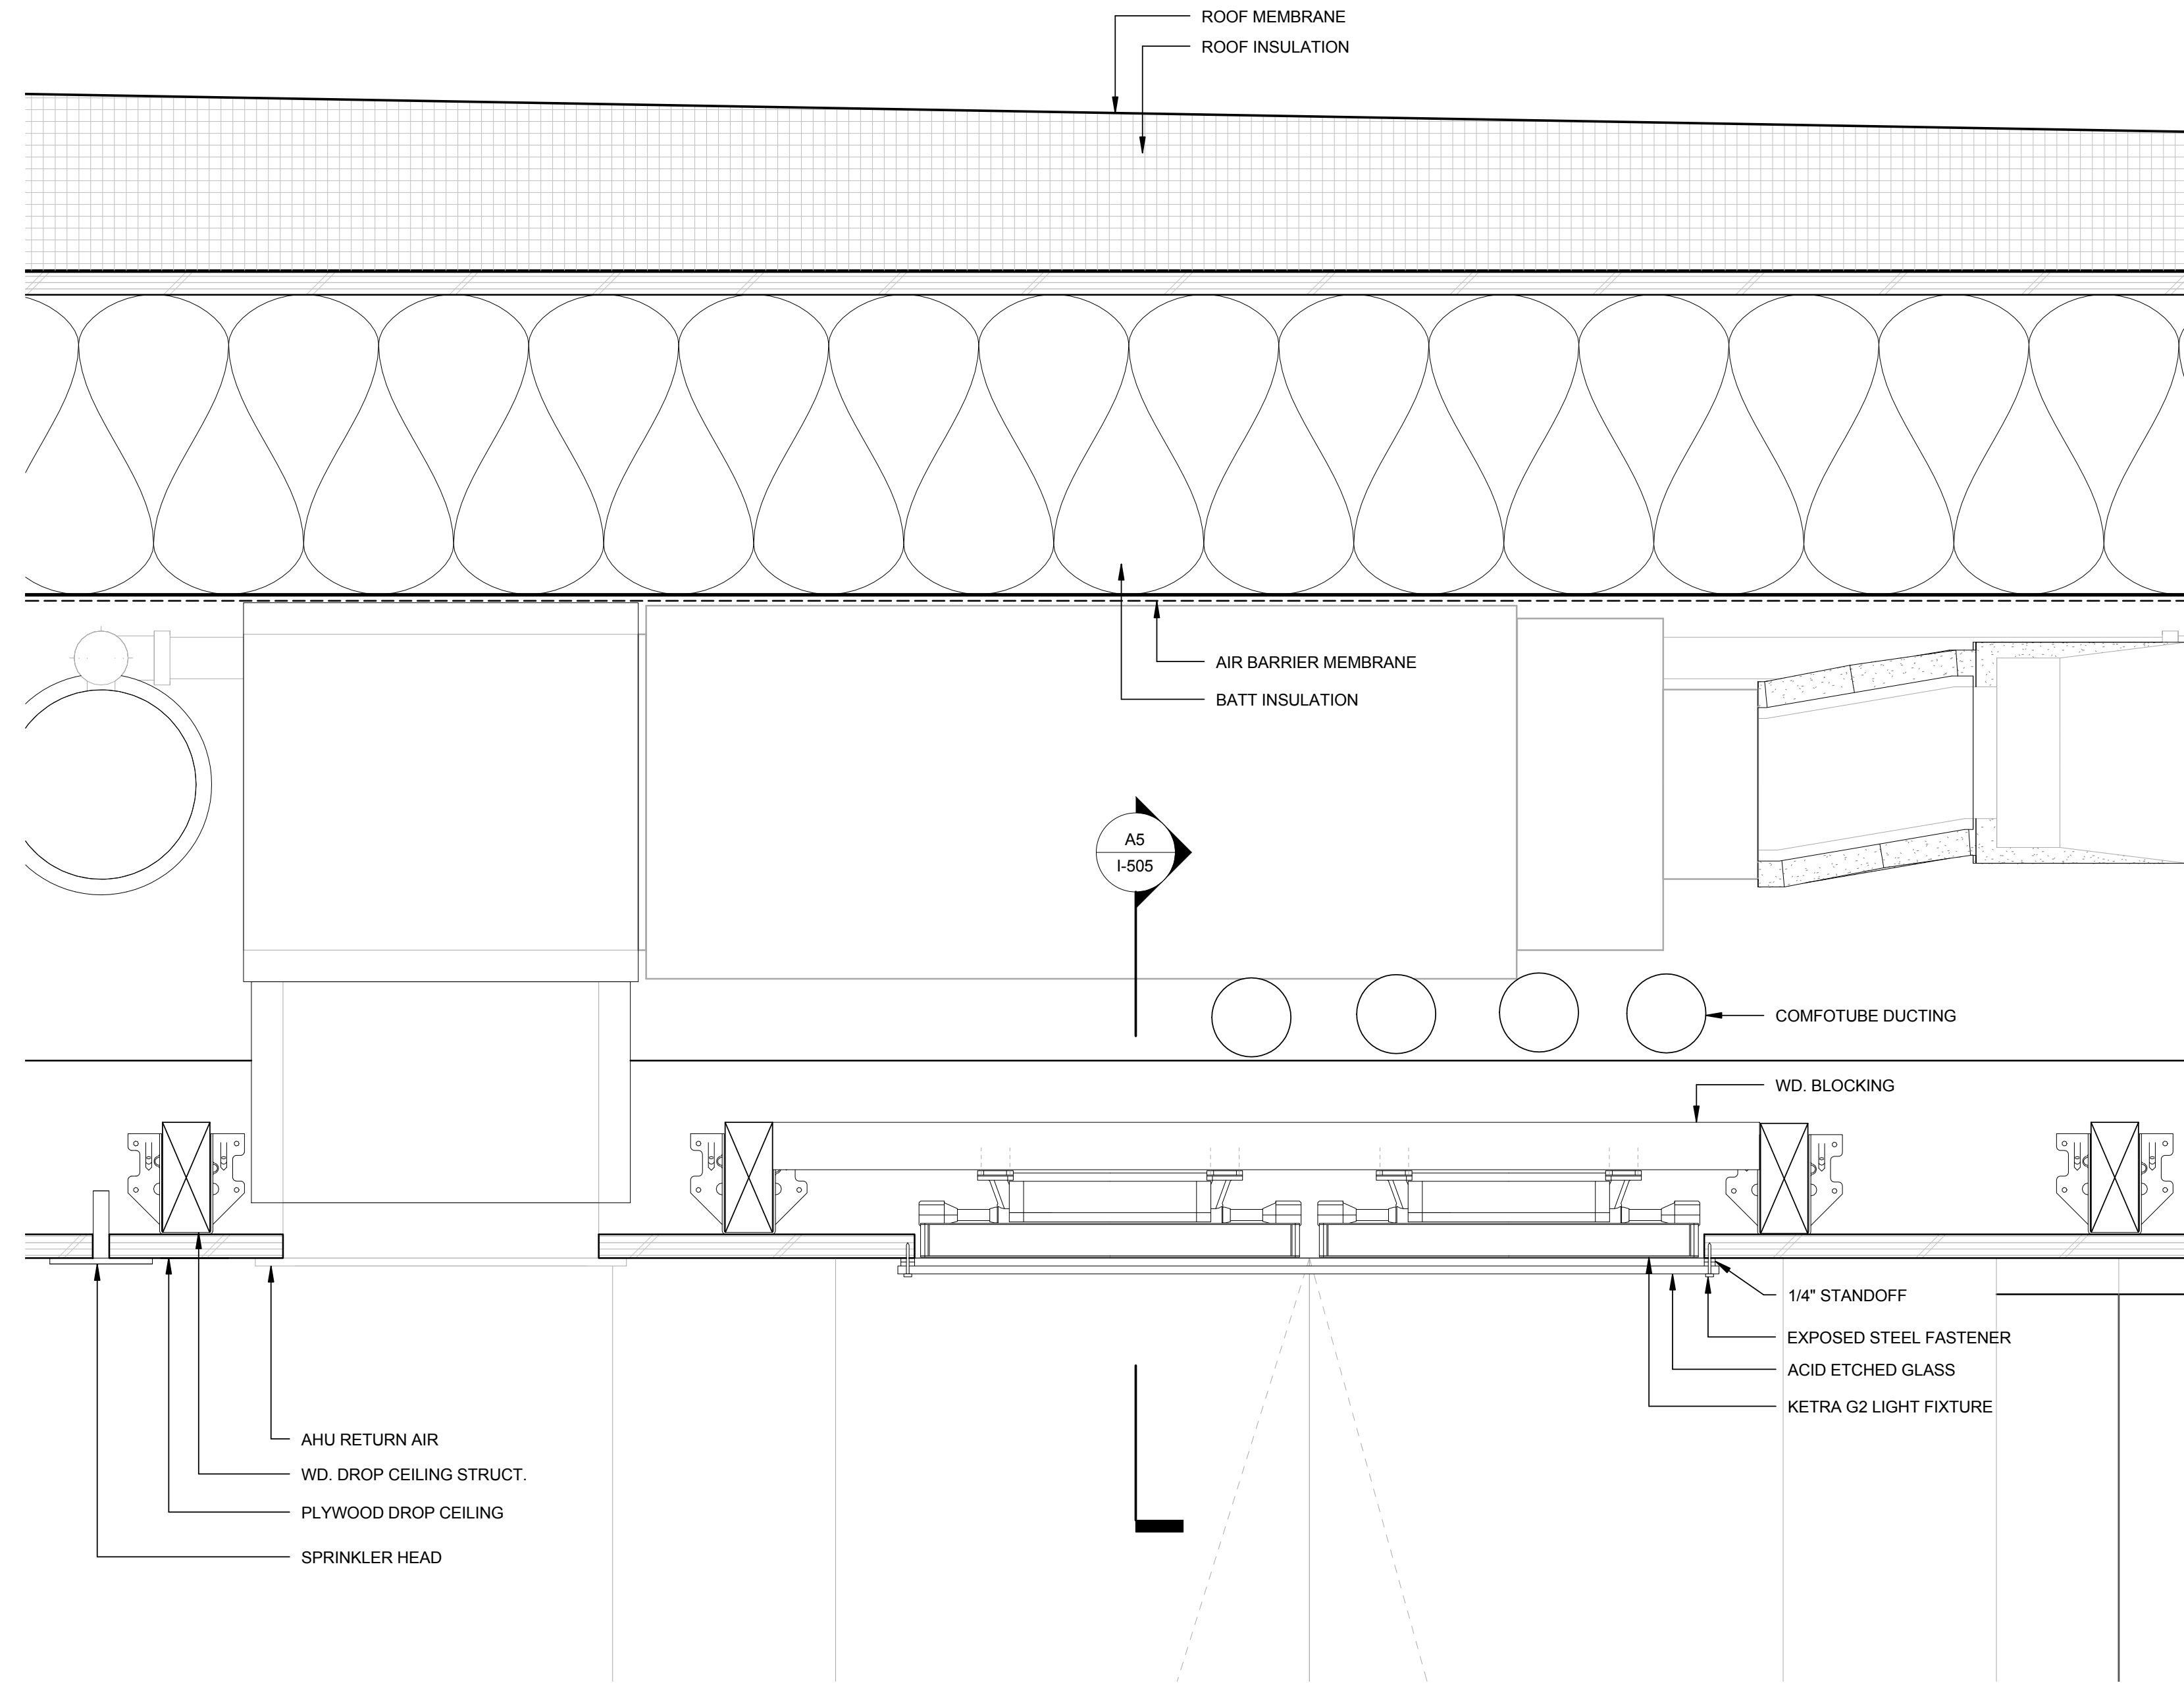 ROOF MEMBRANE
ROOF INSULATION
AIR BARRIER MEMBRANE
BATT INSULATION
A5
I-505
COMFOTUBE DUCTING
WD. BLOCKING
1/4" STANDOFF
EXPOSED STEEL FASTENER
ACID ETCHED GLASS
KETRA G2 LIGHT FIXTURE
AHU RETURN AIR
WD. DROP CEILING STRUCT.
PLYWOOD DROP CEILING
SPRINKLER HEAD